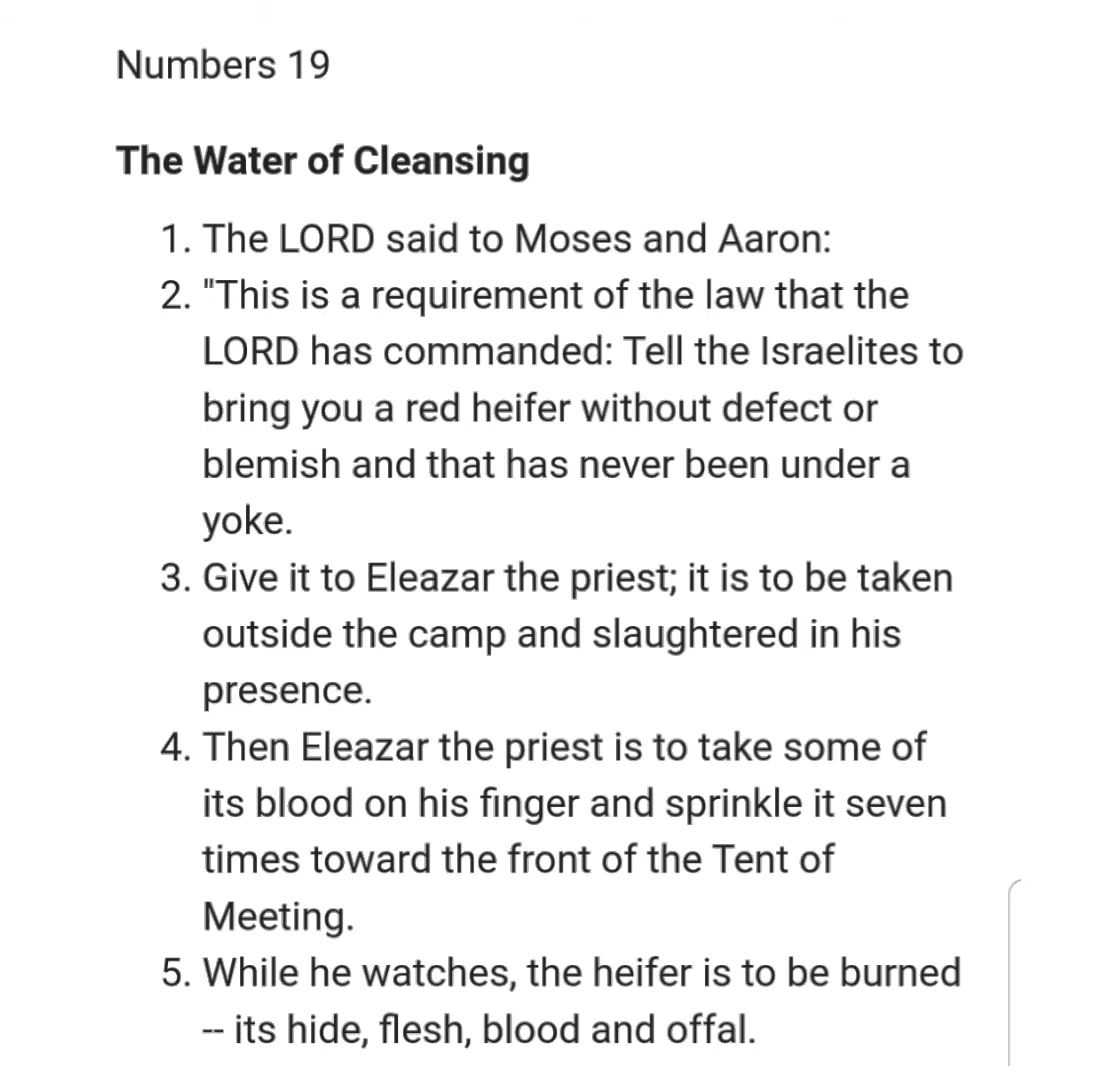 Numbers 19
The Water of Cleansing
1. The LORD said to Moses and Aaron:
2. "This is a requirement of the law that the
LORD has commanded: Tell the Israelites to
bring you a red heifer without defect or
blemish and that has never been under a
yoke.
3. Give it to Eleazar the priest; it is to be taken
outside the camp and slaughtered in his
presence.
4. Then Eleazar the priest is to take some of
its blood on his finger and sprinkle it seven
times toward the front of the Tent of
Meeting.
5. While he watches, the heifer is to be burned
-- its hide, flesh, blood and offal.